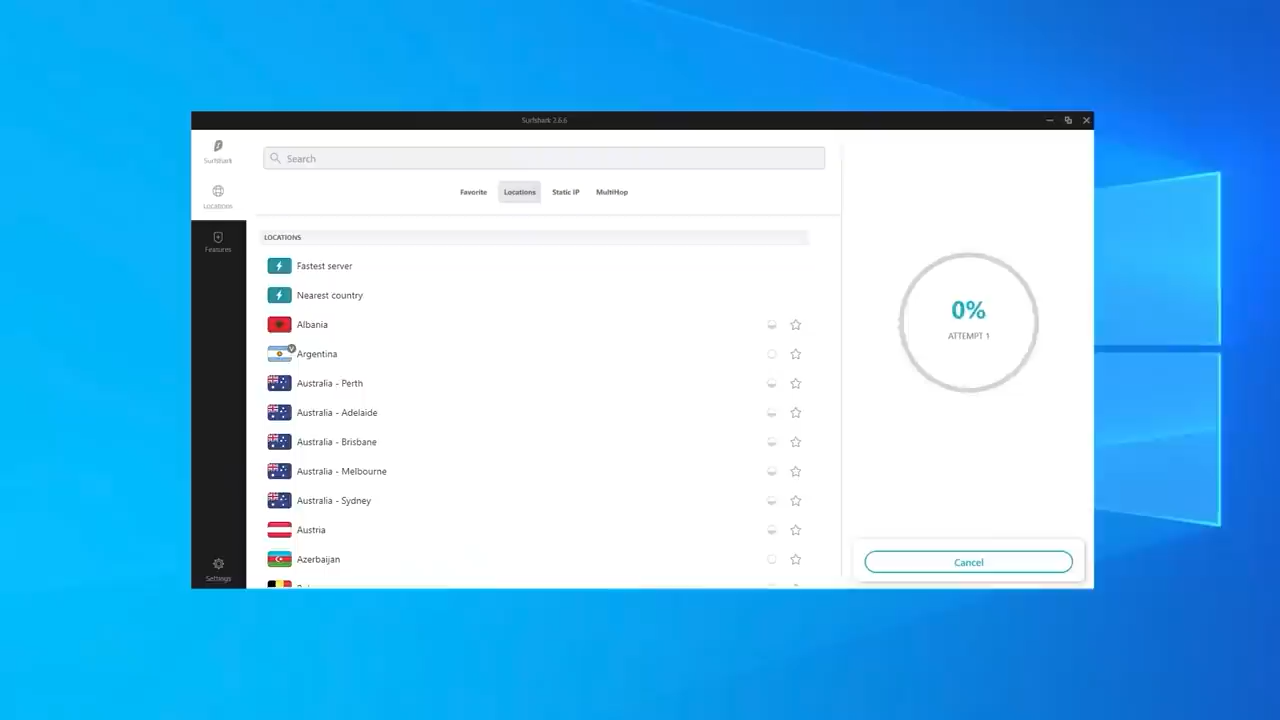 Surfshark 2.6.6
Surfshark
Search
Locations
Favorite Locations Static IP MultiHop
Features
LOCATIONS
Fastest server
Nearest country
Albania
Argentina
Australia - Perth
Australia - Adelaide
Australia - Brisbane
Australia - Melbourne
Australia - Sydney
Austria
Azerbaijan
Settings
0%
ATTEMPT 1
Cancel